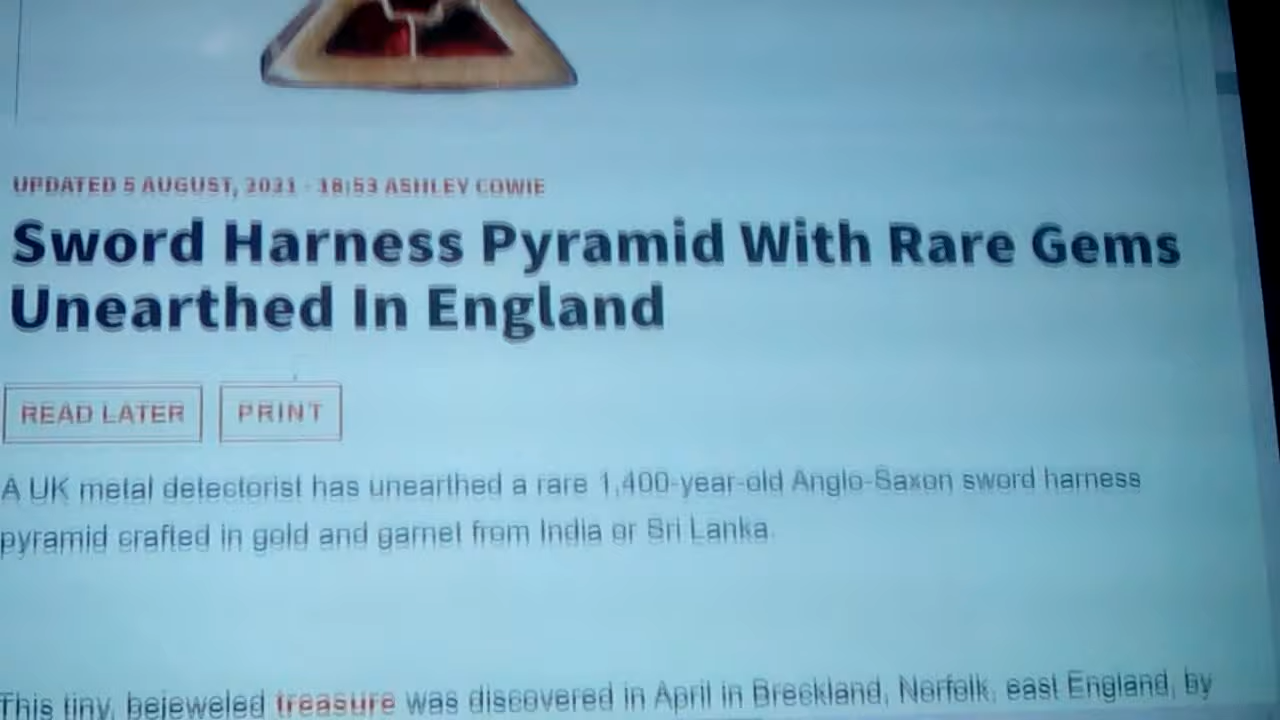 UPDATED 5 AUGUST, 2021 - 18:53 ASHLEY COWIE
Sword Harness Pyramid With Rare Gems
Unearthed In England
READ LATER PRINT
A UK metal detectorist has unearthed a rare 1,400-year-old Anglo-Saxon sword harness
pyramid crafted in gold and garnet from India or Sri Lanka.
This tiny, bejeweled treasure was discovered in April in Breckland, Norfolk, east England, by